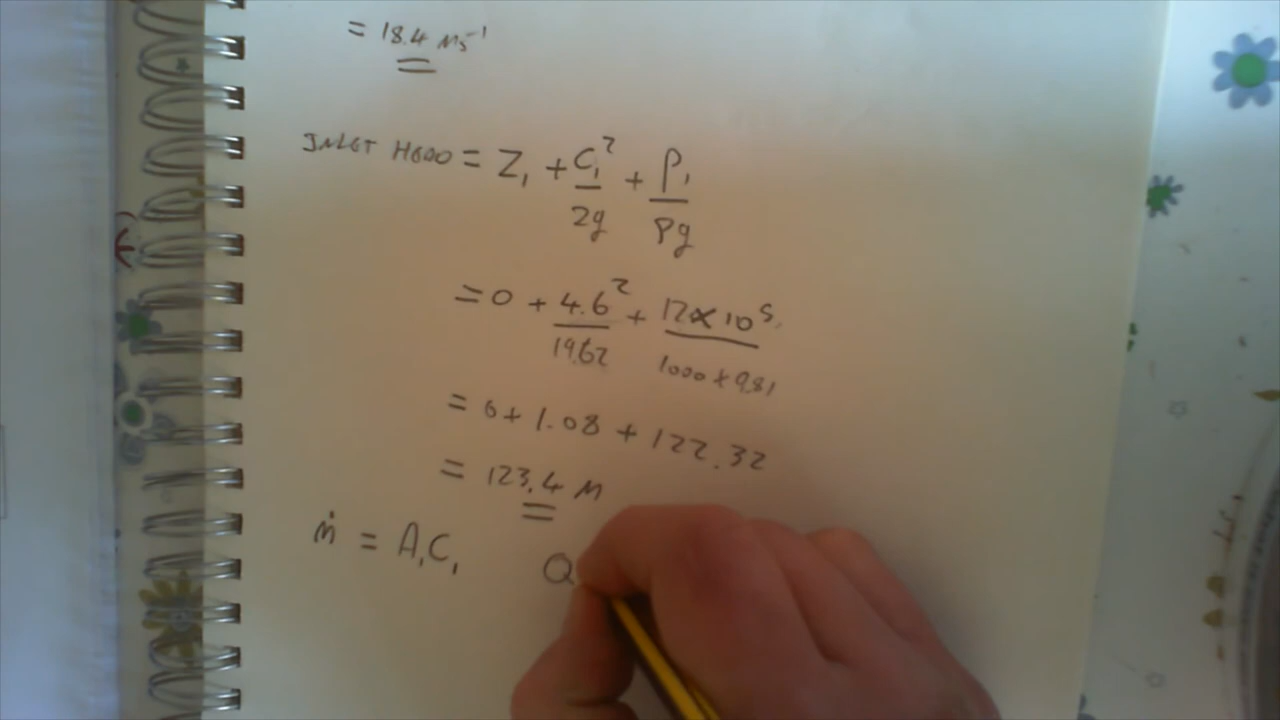 = 18.4 ms⁻¹
INLET HEAD = Z₁ + C₁²/2g + P₁/ρg
= 0 + 4.6²/19.62 + 12 × 10⁵/1000 × 9.81
= 0 + 1.08 + 122.32
= 123.4 M
ṁ = A₁C₁ Q